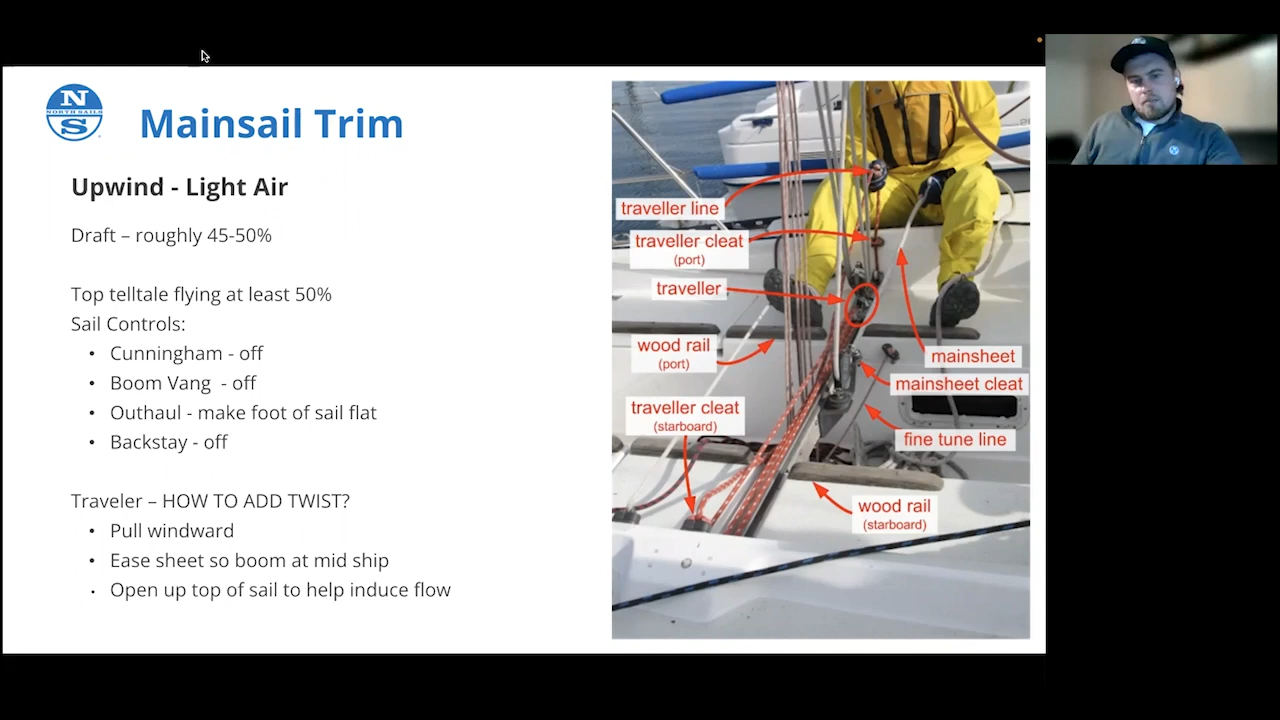 N
NORTH SAILS
S
Mainsail Trim
Upwind - Light Air
Draft – roughly 45-50%
Top telltale flying at least 50%
Sail Controls:
• Cunningham - off
• Boom Vang - off
• Outhaul - make foot of sail flat
• Backstay - off
Traveler – HOW TO ADD TWIST?
• Pull windward
• Ease sheet so boom at mid ship
• Open up top of sail to help induce flow
traveller line
traveller cleat
(port)
traveller
wood rail
(port)
traveller cleat
(starboard)
mainsheet
mainsheet cleat
fine tune line
wood rail
(starboard)